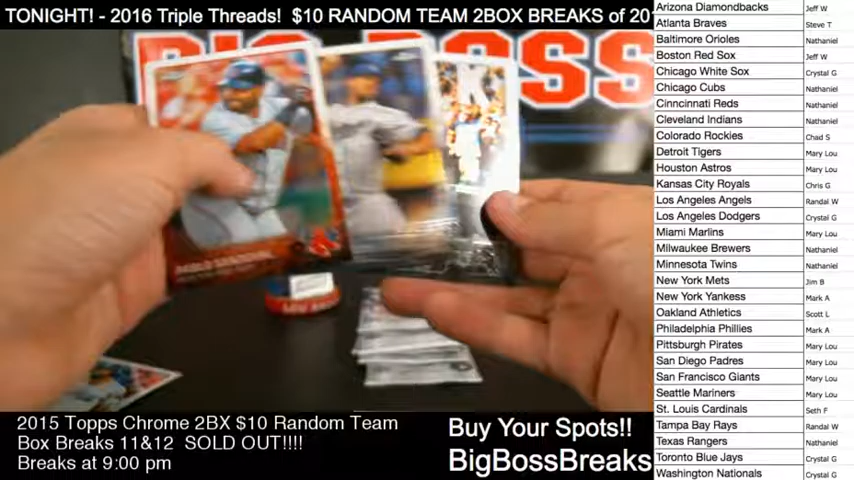 TONIGHT! - 2016 Triple Threads! $10 RANDOM TEAM 2BOX BREAKS of 20
BOSS
2015 Topps Chrome 2BX $10 Random Team
Box Breaks 11&12 SOLD OUT!!!!
Breaks at 9:00 pm
Buy Your Spots!!
BigBossBreaks
Arizona Diamondbacks Jeff W
Atlanta Braves Steve T
Baltimore Orioles Nathaniel
Boston Red Sox Jeff W
Chicago White Sox Crystal G
Chicago Cubs Nathaniel
Cinncinnati Reds Nathaniel
Cleveland Indians Nathaniel
Colorado Rockies Chad S
Detroit Tigers Mary Lou
Houston Astros Mary Lou
Kansas City Royals Chris G
Los Angeles Angels Randal W
Los Angeles Dodgers Crystal G
Miami Marlins Mary Lou
Milwaukee Brewers Nathaniel
Minnesota Twins Nathaniel
New York Mets Jim B
New York Yankess Mark A
Oakland Athletics Scott L
Philadelphia Phillies Mark A
Pittsburgh Pirates Mary Lou
San Diego Padres Mary Lou
San Francisco Giants Mary Lou
Seattle Mariners Mary Lou
St. Louis Cardinals Seth F
Tampa Bay Rays Randal W
Texas Rangers Nathaniel
Toronto Blue Jays Crystal G
Washington Nationals Crystal G